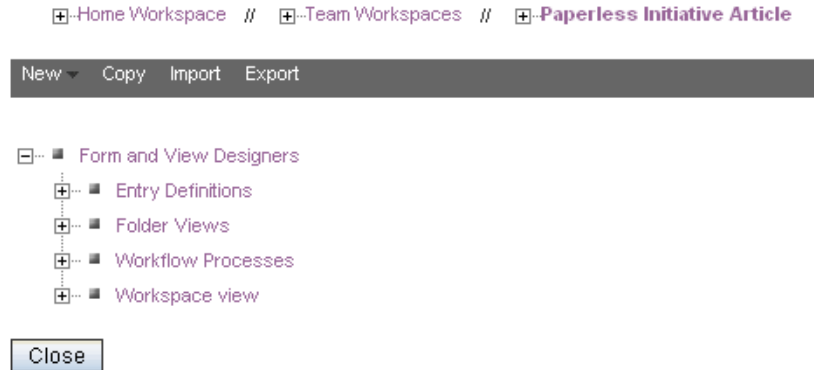 Home Workspace // Team Workspaces // Paperless Initiative Article
New Copy Import Export
Form and View Designers
Entry Definitions
Folder Views
Workflow Processes
Workspace view
Close